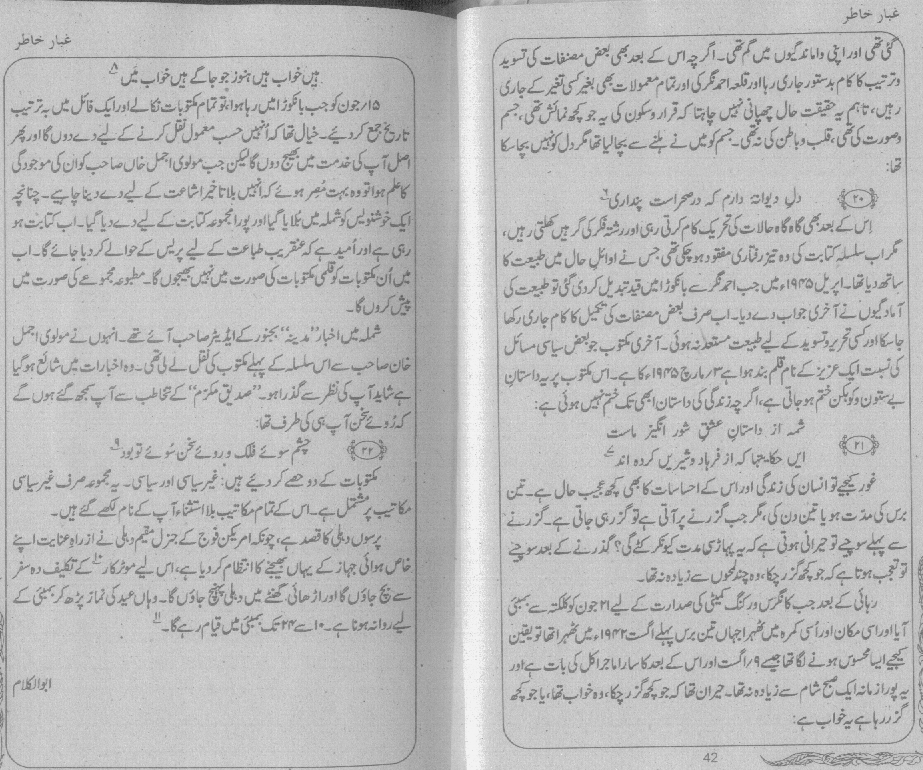 غبار خاطر
گئی تھی اور اپنی واماندگیوں میں گم تھی۔ اگرچہ اس کے بعد بھی بعض مصنفات کی تسوید
وترتیب کا کام بدستور جاری رہا اور قلعہ احمد نگر کی اور تمام معمولات بھی بغیر کسی تغیر کے جاری
رہیں، تاہم یہ حقیقت حال چھپانی نہیں چاہتا کہ قرار وسکون کی یہ جو کچھ نمائش تھی، جسم
وصورت کی تھی، قلب و باطن کی نہ تھی۔ جسم کو میں نے ہلنے سے بچالیا تھا مگر دل کو نہیں بچاسکا
تھا:
۲۰ دلِ دیوانہ دارم کہ در صحراست پنداری ۶
اِس کے بعد بھی گاہ گاہ حالات کی تحریک کام کرتی رہی اور رشتۂ فکر کی گرہیں کھلتی رہیں،
مگر اب سلسلہ کتابت کی وہ تیز رفتاری مفقود ہوچکی تھی جس نے اوائل حال میں طبیعت کا
ساتھ دیا تھا۔ اپریل ۱۹۴۵ء میں جب احمد نگر سے بانکوڑا میں قید تبدیل کر دی گئی تو طبیعت کی
آمادگیوں نے آخری جواب دے دیا۔ اب صرف بعض مصنفات کی تکمیل کا کام جاری رکھا
جاسکا اور کسی تحریر و تسوید کے لیے طبیعت مستعد نہ ہوئی۔ آخری مکتوب جو بعض سیاسی مسائل
کی نسبت ایک عزیز کے نام قلم بند ہوا ہے ۳؍ مارچ ۱۹۴۵ء کا ہے۔ اس مکتوب پر یہ داستانِ
بے ستون و کوہکن ختم ہوجاتی ہے، اگرچہ زندگی کی داستان ابھی تک ختم نہیں ہوئی ہے:
شمہ از داستانِ عشقِ شور انگیز ماست
۲۱ ایں حکایتہا کہ از فرہاد و شیریں کردہ اند ۷
غور کیجیے تو انسان کی زندگی اور اس کے احساسات کا بھی کچھ عجیب حال ہے۔ تین
برس کی مدّت ہو یا تین دن کی، مگر جب گزرنے پر آتی ہے تو گزر ہی جاتی ہے۔ گزرنے
سے پہلے سوچیے تو حیرانی ہوتی ہے کہ یہ پہاڑ سی مدت کیونکر کٹے گی؟ گذرنے کے بعد سوچیے
تو تعجب ہوتا ہے کہ جو کچھ گزر چکا، وہ چند لمحوں سے زیادہ نہ تھا۔
رہائی کے بعد جب کانگرس ورکنگ کمیٹی کی صدارت کے لیے ۲۱ جون کو کلکتہ سے بمبئی
آیا اور اسی مکان اور اُسی کمرہ میں ٹھہرا جہاں تین برس پہلے اگست ۱۹۴۲ء میں ٹھہرا تھا تو یقین
کیجیے ایسا محسوس ہونے لگا تھا جیسے ۹؍ اگست اور اس کے بعد کا سارا ماجرا کل کی بات ہے اور
یہ پورا زمانہ ایک صبح شام سے زیادہ نہ تھا۔ حیران تھا کہ جو کچھ گزر چکا، وہ خواب تھا، یا جو کچھ
گزر رہا ہے یہ خواب ہے:
42
غبار خاطر
ہیں خواب میں ہنوز جو جاگے ہیں خواب میں ۸
۱۵؍ جون کو جب بانکوڑا میں رہا ہوا، تو تمام مکتوبات نکالے اور ایک فائل میں بہ ترتیب
تاریخ جمع کر دئیے۔ خیال تھا کہ اُنہیں حسب معمول نقل کرنے کے لیے دے دوں گا اور پھر
اصل آپ کی خدمت میں بھیج دوں گا لیکن جب مولوی اجمل خاں صاحب کو ان کی موجودگی
کا علم ہوا تو وہ بہت مُصِر ہوئے کہ انہیں بلا تاخیر اشاعت کے لیے دے دینا چاہیے۔ چنانچہ
ایک خوشنویس کو شملہ میں بُلایا گیا اور پورا مجموعہ کتابت کے لیے دے دیا گیا۔ اب کتابت ہو
رہی ہے اور اُمید ہے کہ عنقریب طباعت کے لیے پریس کے حوالے کر دیا جائے گا۔ اب
میں اُن مکتوبات کو قلمی مکتوبات کی صورت میں نہیں بھیجوں گا۔ مطبوعہ مجموعے کی صورت میں
پیش کروں گا۔
شملہ میں اخبار ”مدینہ“ بجنور کے ایڈیٹر صاحب آئے تھے۔ انہوں نے مولوی اجمل
خان صاحب سے اس سلسلہ کے پہلے مکتوب کی نقل لے لی تھی۔ وہ اخبارات میں شائع ہو گیا
ہے شاید آپ کی نظر سے گذرا ہو۔ ”صدیق مکرّم“ کے تخاطب سے آپ سمجھ گئے ہوں گے
کہ رُوئے سخن آپ ہی کی طرف تھا:
۲۲ چشم سوئے فلک و روئے سخن سُوئے تو بود ۹
مکتوبات کے دو حصے کر دیے ہیں: غیر سیاسی اور سیاسی۔ یہ مجموعہ صرف غیر سیاسی
مکاتیب پر مشتمل ہے۔ اس کے تمام مکاتیب بلا استثناء آپ کے نام لکھے گئے ہیں۔
پرسوں دہلی کا قصد ہے، چونکہ امریکن فوج کے جنرل مقیم دہلی نے ازراہِ عنایت اپنے
خاص ہوائی جہاز کے یہاں بھیجنے کا انتظام کر دیا ہے، اس لیے موٹر کار ۱۰ کے تکلیف دہ سفر
سے بچ جاؤں گا اور اڑھائی گھنٹے میں دہلی پہنچ جاؤں گا۔ وہاں عید کی نماز پڑھ کر بمبئی کے
لیے روانہ ہونا ہے۔ ۱۰ سے ۲۴ تک بمبئی میں قیام رہے گا۔ ۱۱
ابوالکلام